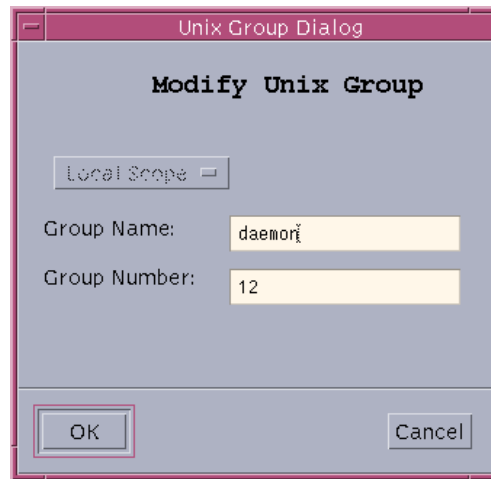 Unix Group Dialog
Modify Unix Group
Local Scope
Group Name:
daemon
Group Number:
12
OK
Cancel